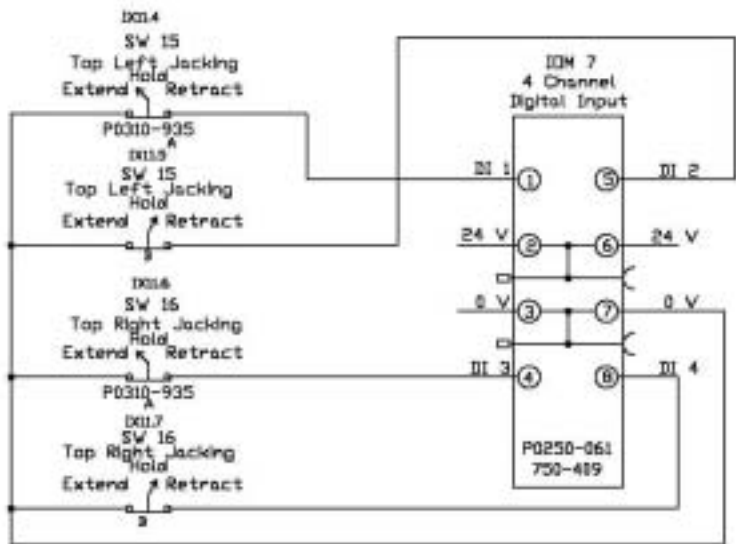 IX11.4
SW 15
Top Left Jacking
Hold
Extend Retract
P0310-935
A
IX11.5
SW 15
Top Left Jacking
Hold
Extend Retract
B
IX11.6
SW 16
Top Right Jacking
Hold
Extend Retract
P0310-935
A
IX11.7
SW 16
Top Right Jacking
Hold
Extend Retract
B
IOM 7
4 Channel
Digital Input
DI 1 1 5 DI 2
24 V 2 6 24 V
0 V 3 7 0 V
DI 3 4 8 DI 4
P0250-061
750-489